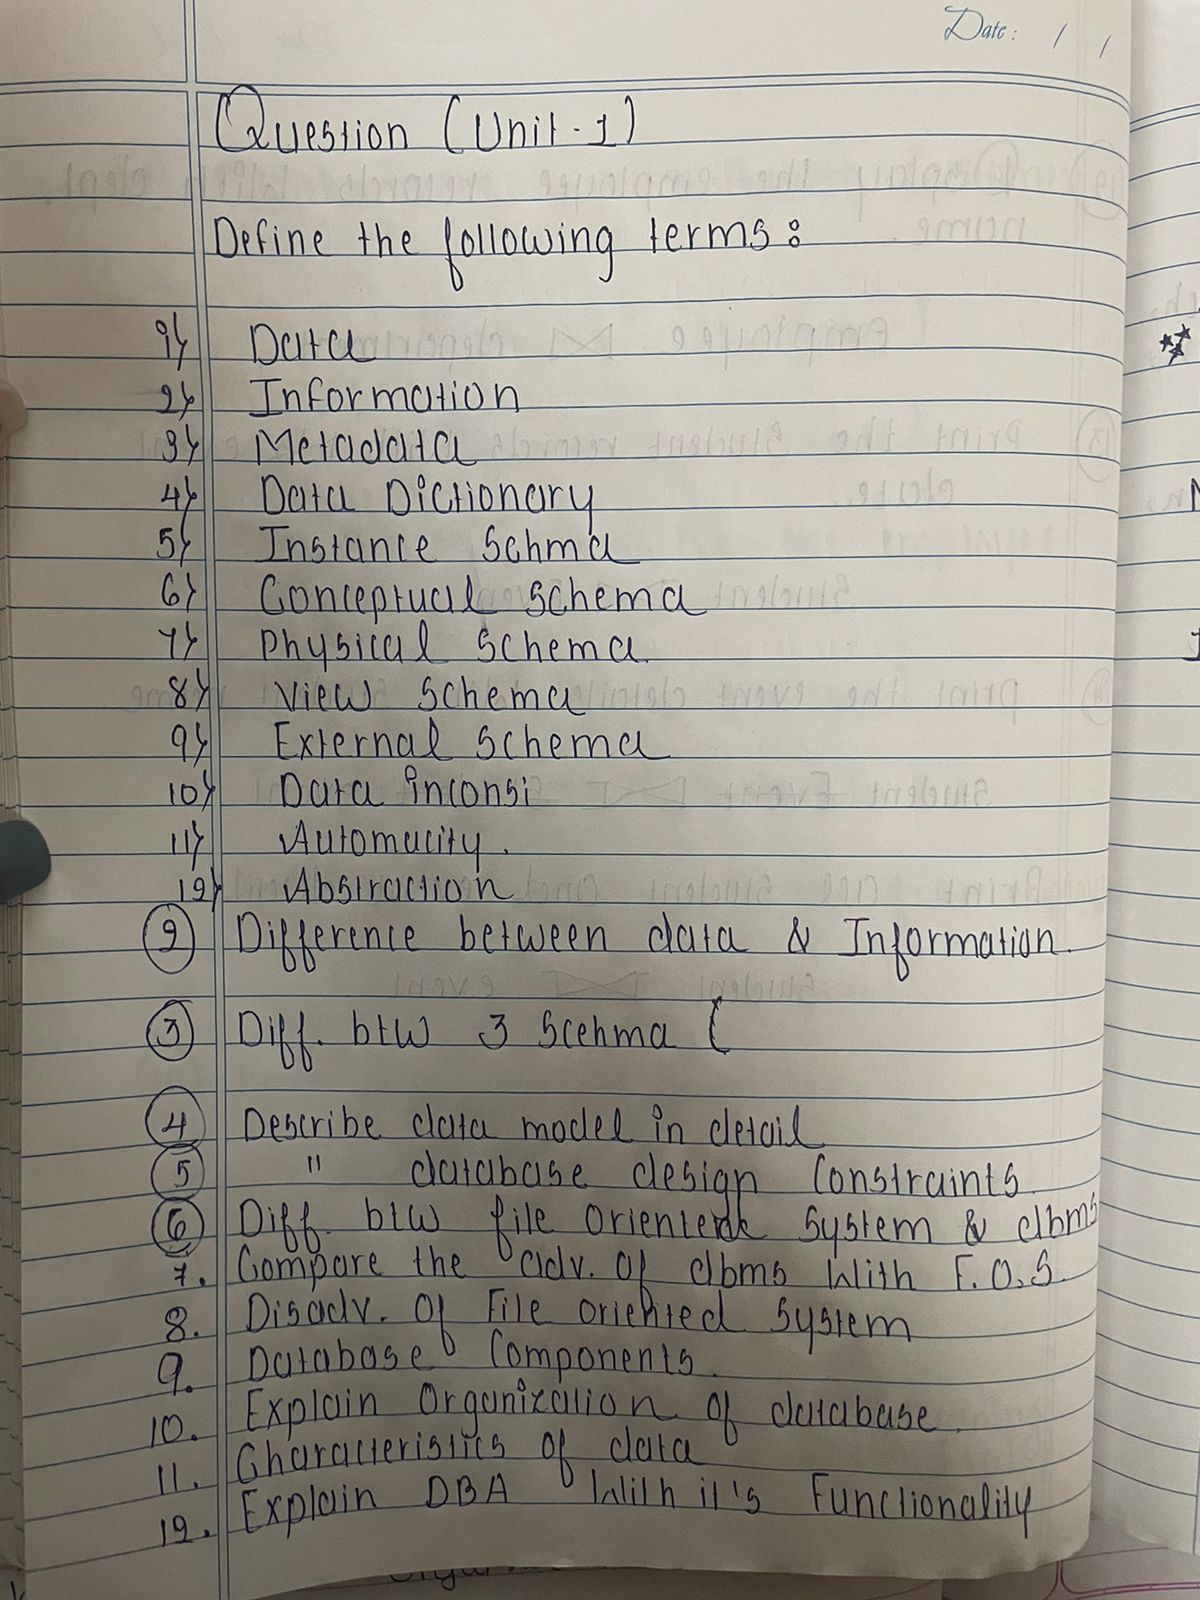 Date: / /
Question (Unit-1)
Define the following terms:
1) Data
2) Information
3) Metadata
4) Data Dictionary
5) Instance Schma
6) Conceptual schema
7) Physical schema
8) View schema
9) External schema
10) Data inconsi
11) Automacity.
12) Abstraction
2 Difference between data & Information.
3 Diff. btw 3 Scehma (
4 Describe data model in detail
5 " database design Constraints
6 Diff. btw file oriented System & dbms
7. Compare the adv. of dbms With F.O.S.
8. Disadv. of File oriented system
9. Database Components.
10. Explain Organization of database.
11. Characteristics of data
12. Explain DBA With it's Functionality